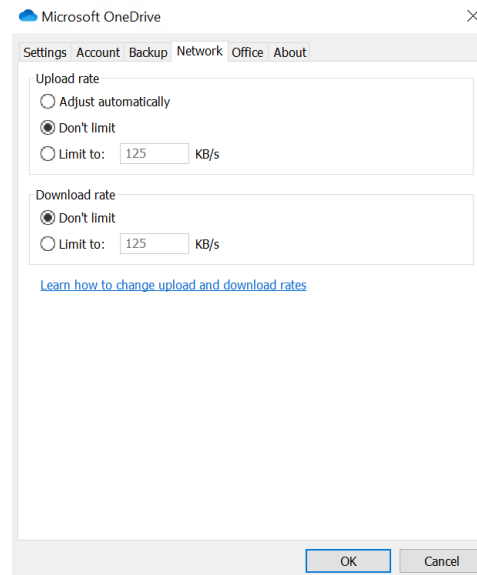 Microsoft OneDrive
Settings Account Backup Network Office About
Upload rate
Adjust automatically
Don't limit
Limit to: 125 KB/s
Download rate
Don't limit
Limit to: 125 KB/s
Learn how to change upload and download rates
OK Cancel